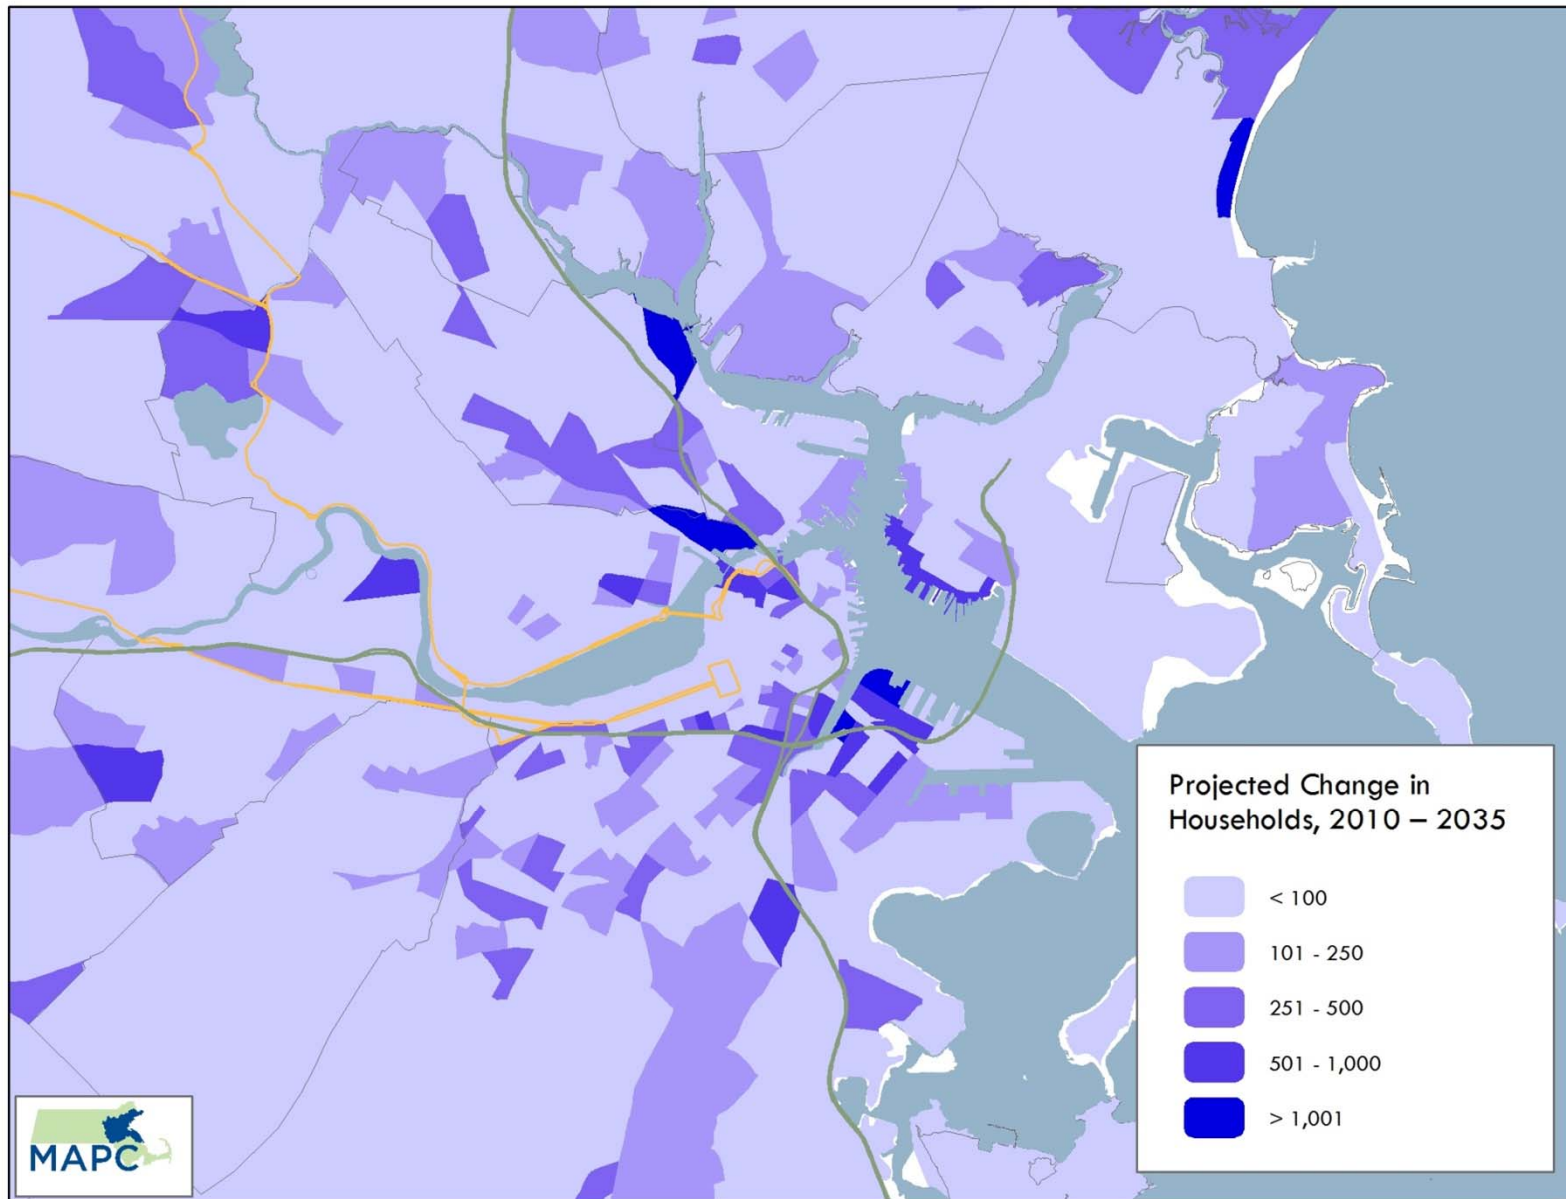 Projected Change in
Households, 2010 – 2035
< 100
101 - 250
251 - 500
501 - 1,000
> 1,001
MAPC